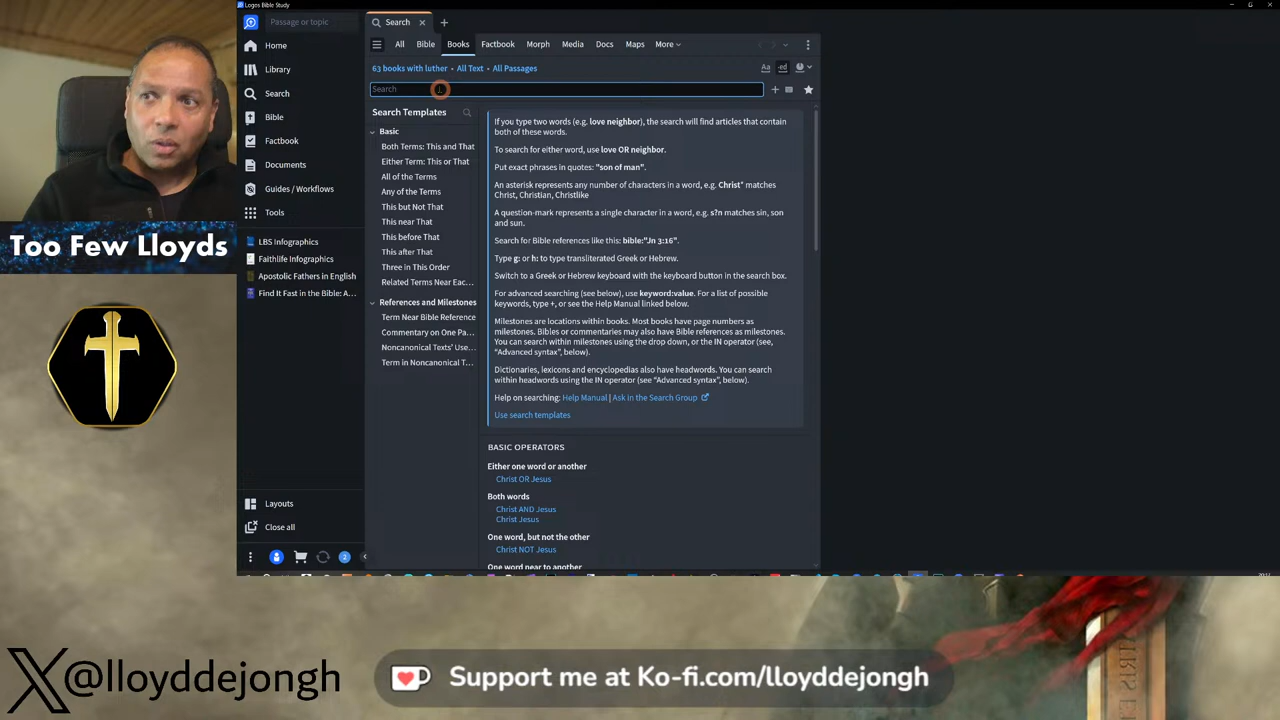 Logos Bible Study
Passage or topic
Home
Library
Search
Bible
Factbook
Documents
Guides / Workflows
Tools
LBS Infographics
Faithlife Infographics
Apostolic Fathers in English
Find It Fast in the Bible: A...
Layouts
Close all
2
Search
All
Bible
Books
Factbook
Morph
Media
Docs
Maps
More
63 books with luther • All Text • All Passages
Aa
Search
Search Templates
Basic
Both Terms: This and That
Either Term: This or That
All of the Terms
Any of the Terms
This but Not That
This near That
This before That
This after That
Three in This Order
Related Terms Near Eac...
References and Milestones
Term Near Bible Reference
Commentary on One Pa...
Noncanonical Texts' Use...
Term in Noncanonical T...
If you type two words (e.g. love neighbor), the search will find articles that contain
both of these words.
To search for either word, use love OR neighbor.
Put exact phrases in quotes: "son of man".
An asterisk represents any number of characters in a word, e.g. Christ* matches
Christ, Christian, Christlike
A question-mark represents a single character in a word, e.g. s?n matches sin, son
and sun.
Search for Bible references like this: bible:"Jn 3:16".
Type g: or h: to type transliterated Greek or Hebrew.
Switch to a Greek or Hebrew keyboard with the keyboard button in the search box.
For advanced searching (see below), use keyword:value. For a list of possible
keywords, type +, or see the Help Manual linked below.
Milestones are locations within books. Most books have page numbers as
milestones. Bibles or commentaries may also have Bible references as milestones.
You can search within milestones using the drop down, or the IN operator (see,
"Advanced syntax", below).
Dictionaries, lexicons and encyclopedias also have headwords. You can search
within headwords using the IN operator (see "Advanced syntax", below).
Help on searching: Help Manual | Ask in the Search Group
Use search templates
BASIC OPERATORS
Either one word or another
Christ OR Jesus
Both words
Christ AND Jesus
Christ Jesus
One word, but not the other
Christ NOT Jesus
One word near to another
Too Few Lloyds
X@lloyddejongh
Support me at Ko-fi.com/lloyddejongh